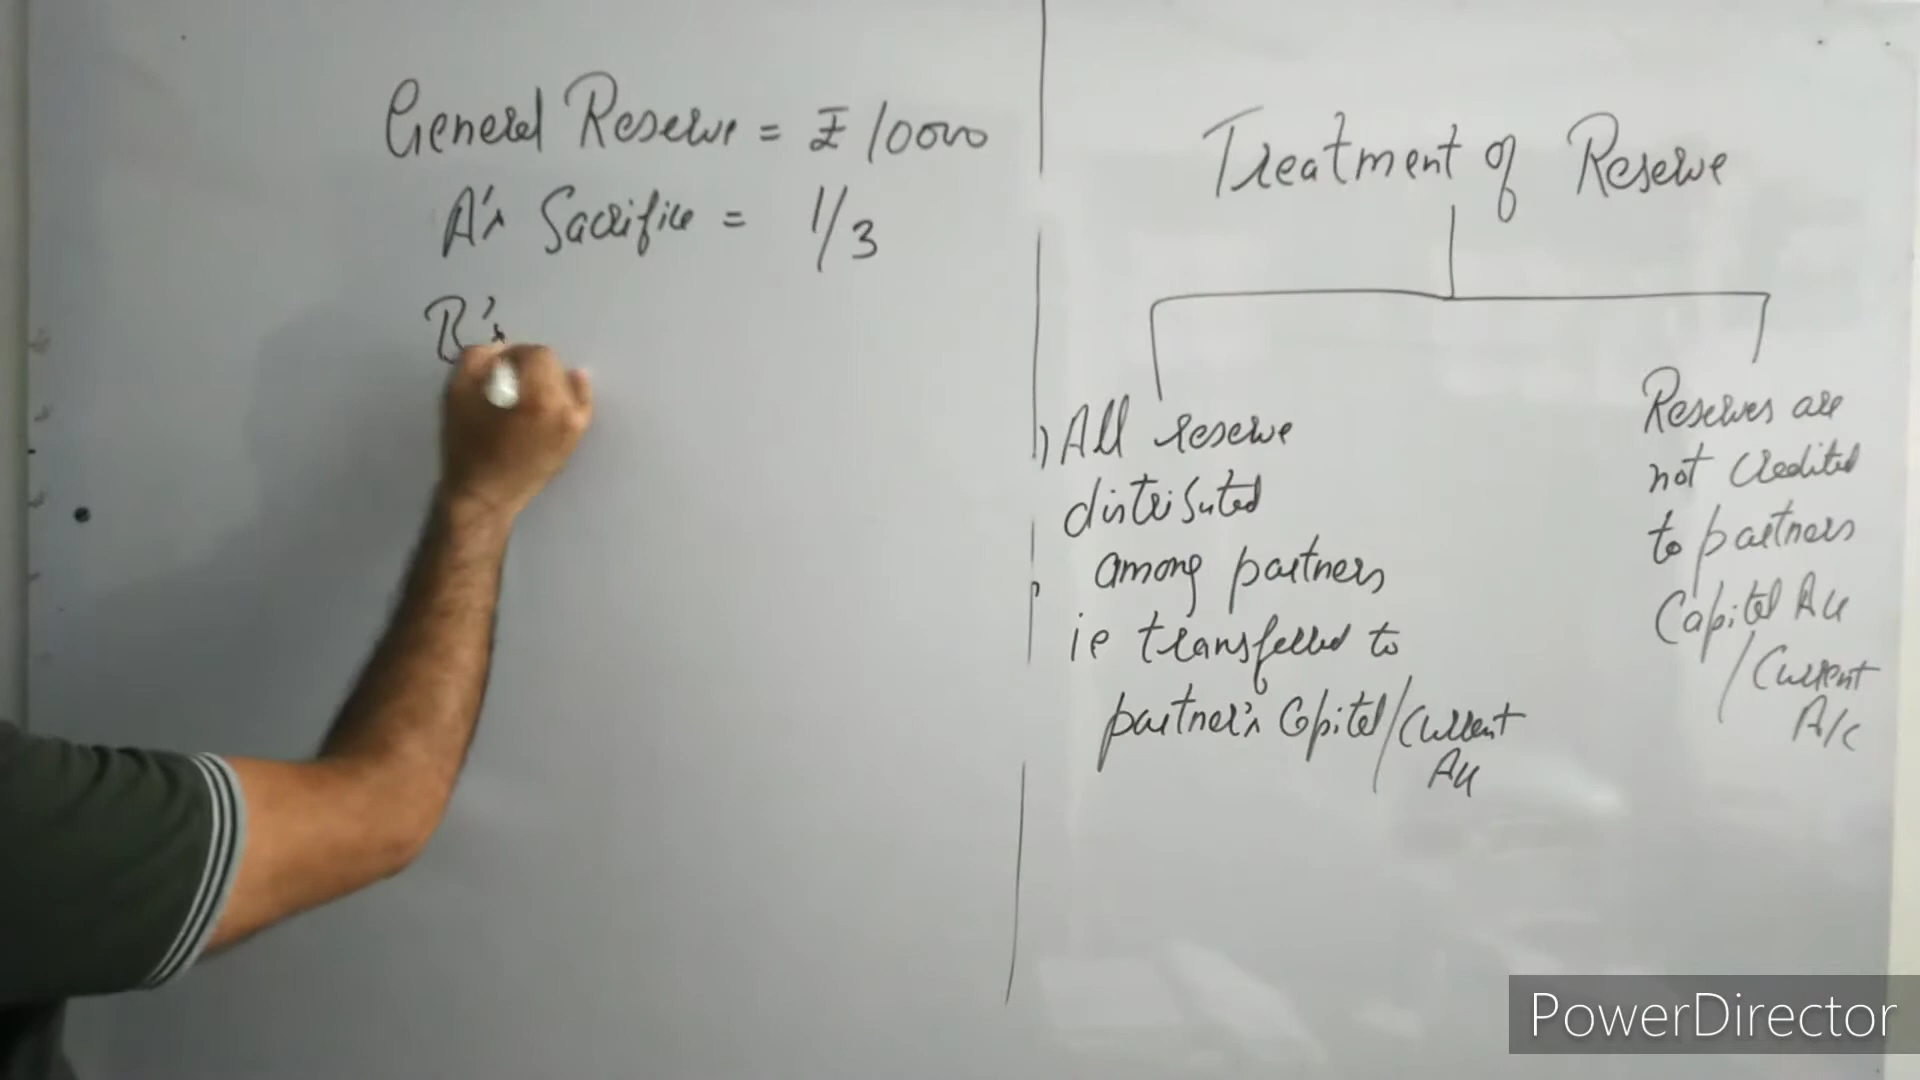 General Reserve = ₹ 10000
A's Sacrifice = 1/3
B's
Treatment of Reserve
1) All reserve
distributed
among partners
ie transferred to
partner's Capital/Current
A/c
Reserves are
not Credited
to partners
Capital A/c
/Current
A/c
PowerDirector